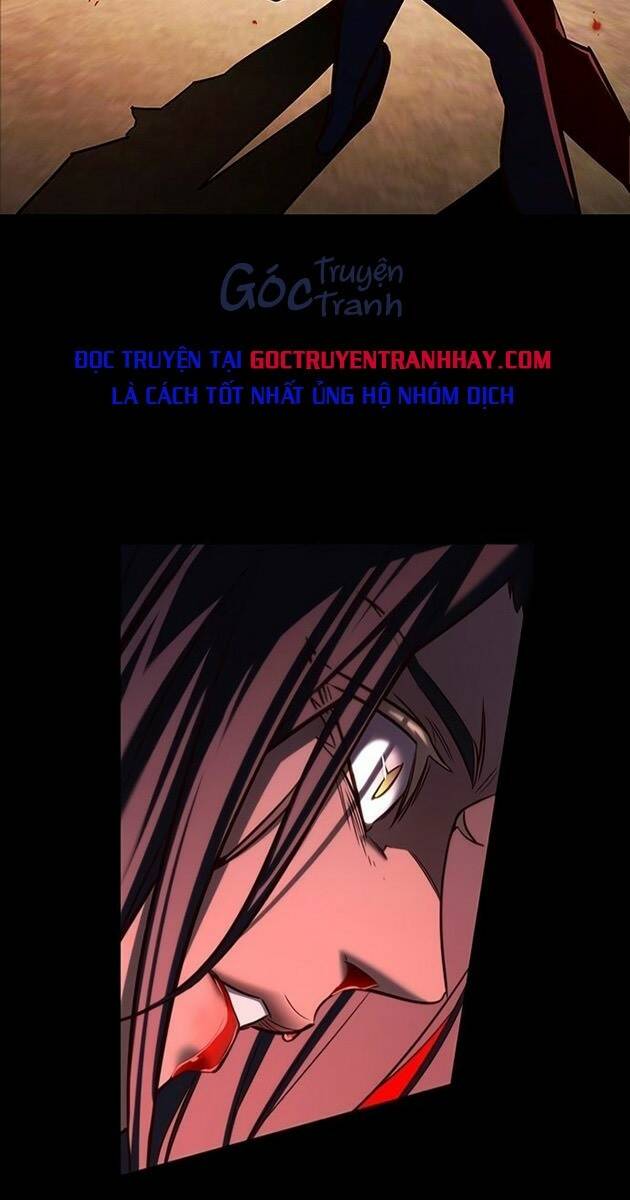 Góc Truyện Tranh
ĐỌC TRUYỆN TẠI GOCTRUYENTRANHHAY.COM
LÀ CÁCH TỐT NHẤT ỦNG HỘ NHÓM DỊCH